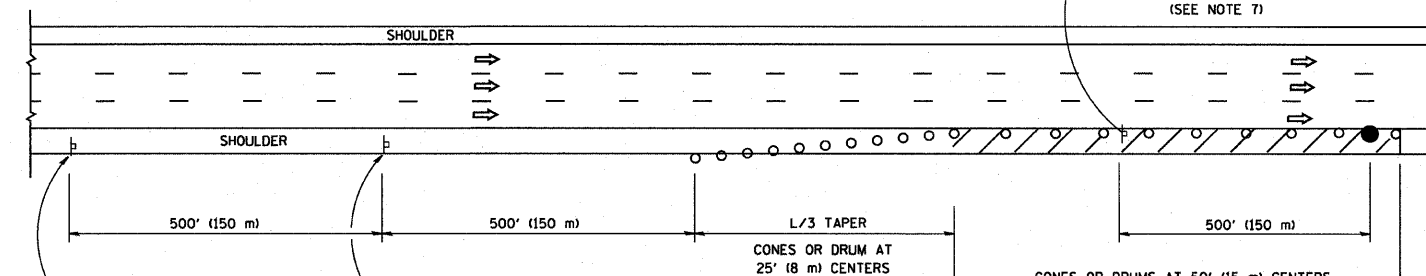 (SEE NOTE 7)
SHOULDER
SHOULDER
500' (150 m)
500' (150 m)
L/3 TAPER
500' (150 m)
CONES OR DRUM AT
25' (8 m) CENTERS
CONES OR DRUMS AT 50' (15 m) CENTERS